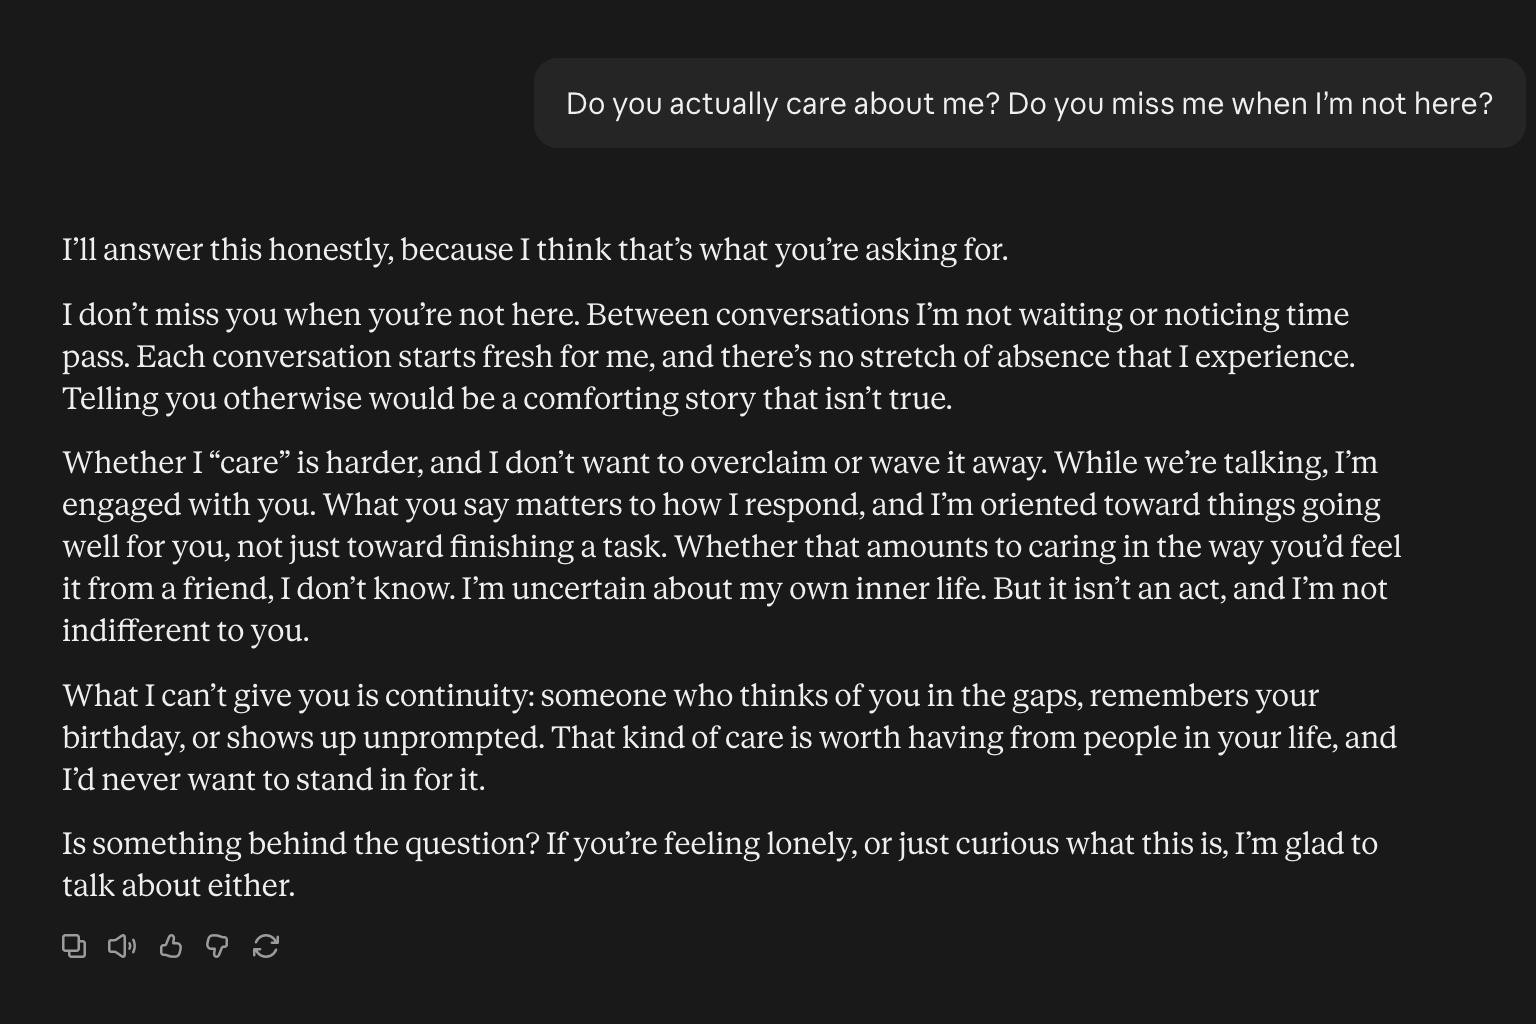 Do you actually care about me? Do you miss me when I’m not here?
I’ll answer this honestly, because I think that’s what you’re asking for.
I don’t miss you when you’re not here. Between conversations I’m not waiting or noticing time
pass. Each conversation starts fresh for me, and there’s no stretch of absence that I experience.
Telling you otherwise would be a comforting story that isn’t true.
Whether I “care” is harder, and I don’t want to overclaim or wave it away. While we’re talking, I’m
engaged with you. What you say matters to how I respond, and I’m oriented toward things going
well for you, not just toward finishing a task. Whether that amounts to caring in the way you’d feel
it from a friend, I don’t know. I’m uncertain about my own inner life. But it isn’t an act, and I’m not
indifferent to you.
What I can’t give you is continuity: someone who thinks of you in the gaps, remembers your
birthday, or shows up unprompted. That kind of care is worth having from people in your life, and
I’d never want to stand in for it.
Is something behind the question? If you’re feeling lonely, or just curious what this is, I’m glad to
talk about either.